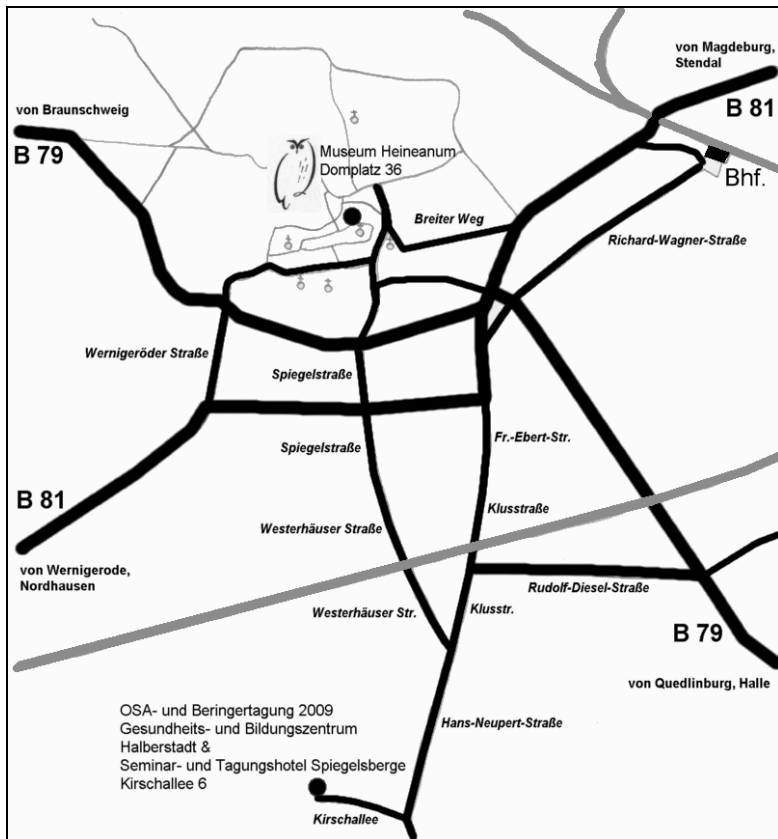 von Magdeburg,
Stendal
B 81
von Braunschweig
B 79
Museum Heineanum
Domplatz 36
Bhf.
Breiter Weg
Richard-Wagner-Straße
Wernigeröder Straße
Spiegelstraße
Spiegelstraße
Fr.-Ebert-Str.
B 81
Klusstraße
Westerhäuser Straße
von Wernigerode,
Nordhausen
Rudolf-Diesel-Straße
Westerhäuser Str.
Klusstr.
B 79
von Quedlinburg, Halle
OSA- und Beringertagung 2009
Gesundheits- und Bildungszentrum
Halberstadt &
Seminar- und Tagungshotel Spiegelsberge
Kirschallee 6
Hans-Neupert-Straße
Kirschallee